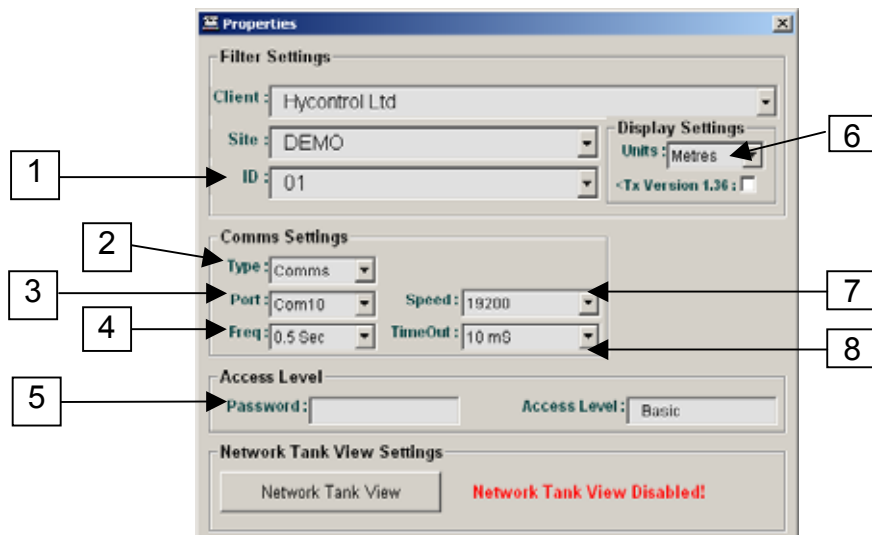 Properties
Filter Settings
Client : Hycontrol Ltd
Site : DEMO
Display Settings
6
Units : Metres
1
ID : 01
<Tx Version 1.36 :
Comms Settings
2
Type : Comms
3
Port : Com10
Speed : 19200
7
4
Freq : 0.5 Sec
TimeOut : 10 mS
8
Access Level
5
Password :
Access Level : Basic
Network Tank View Settings
Network Tank View
Network Tank View Disabled!